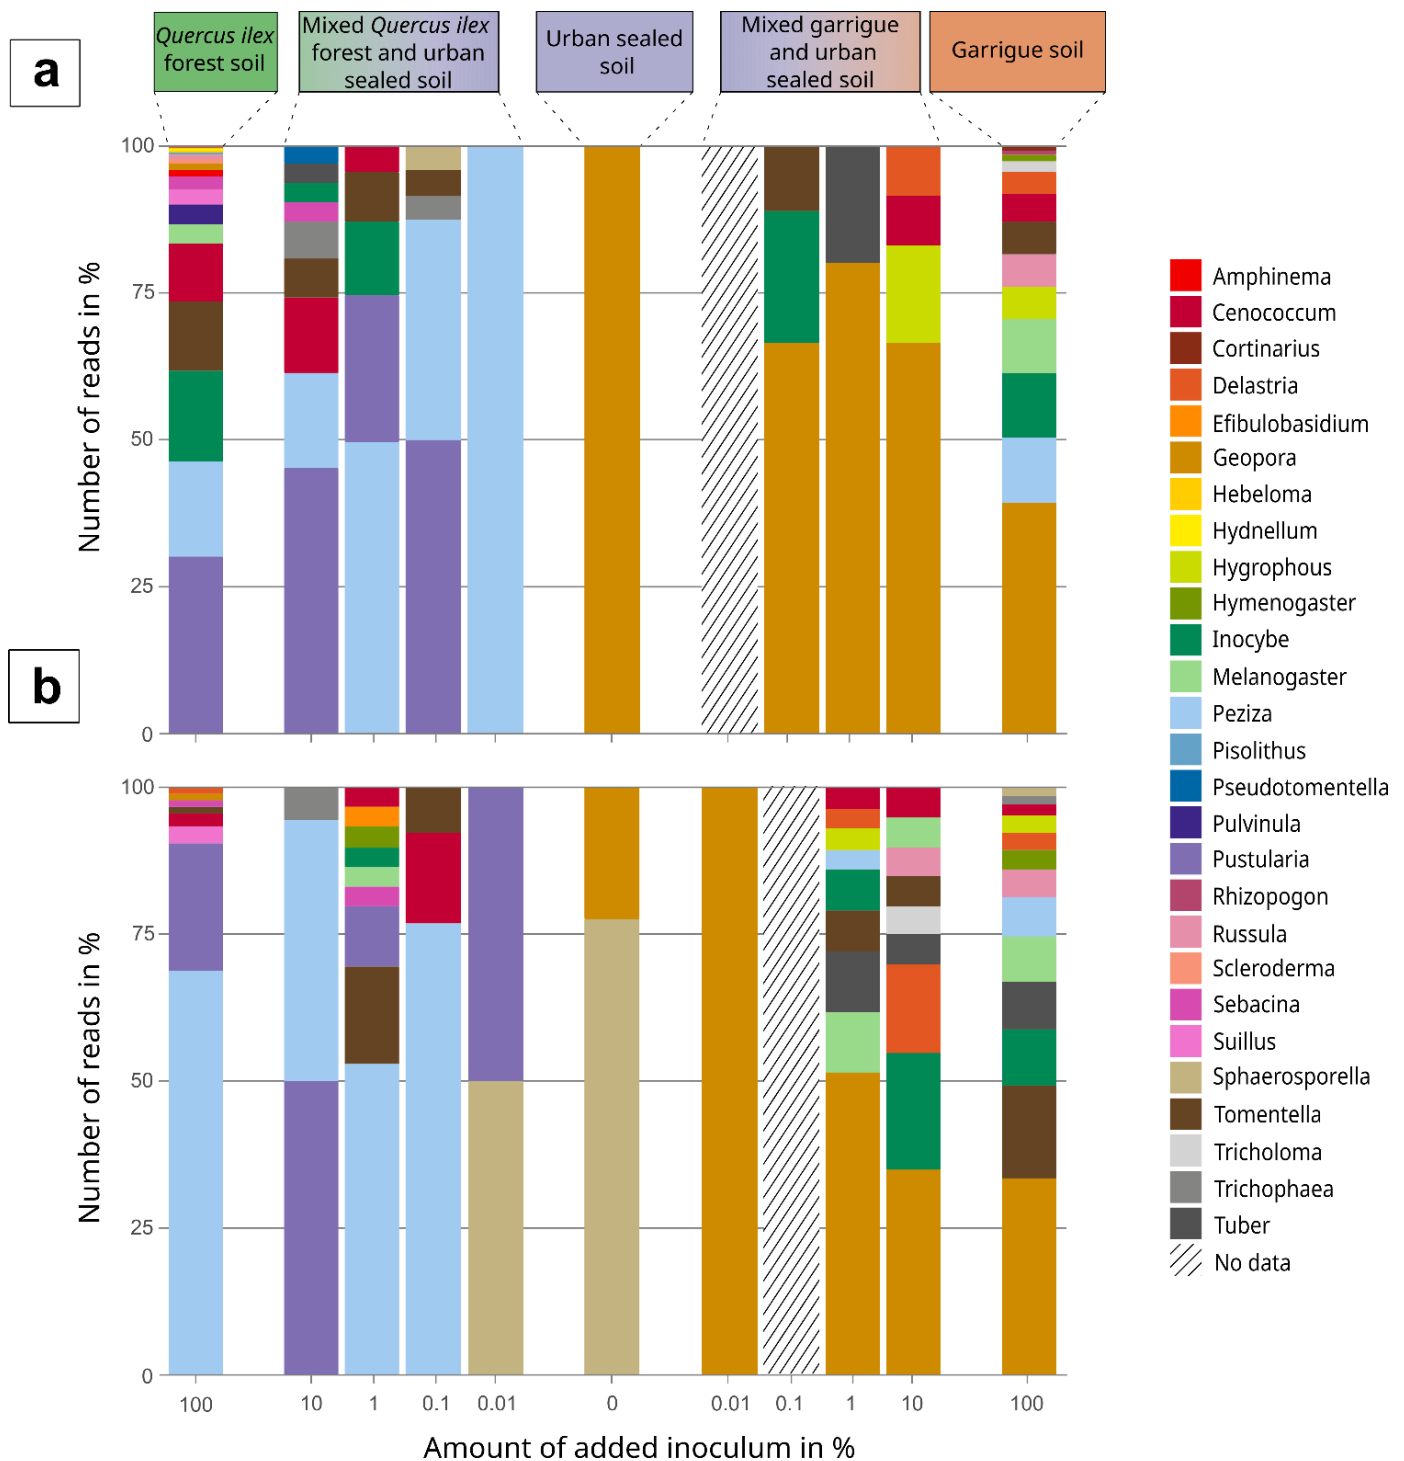 a
Quercus ilex
forest soil
Mixed Quercus ilex
forest and urban
sealed soil
Urban sealed
soil
Mixed garrigue
and urban
sealed soil
Garrigue soil
Number of reads in %
100
75
50
25
0
b
Number of reads in %
100
75
50
25
0
100
10
1
0.1
0.01
0
0.01
0.1
1
10
100
Amount of added inoculum in %
Amphinema
Cenococcum
Cortinarius
Delastria
Efibulobasidium
Geopora
Hebeloma
Hydnellum
Hygrophous
Hymenogaster
Inocybe
Melanogaster
Peziza
Pisolithus
Pseudotomentella
Pulvinula
Pustularia
Rhizopogon
Russula
Scleroderma
Sebacina
Suillus
Sphaerosporella
Tomentella
Tricholoma
Trichophaea
Tuber
No data